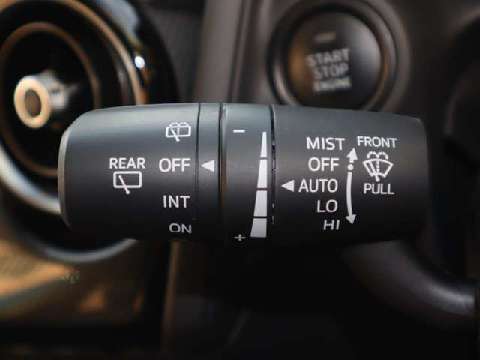 START
STOP
ENGINE
REAR
OFF
INT
ON
−
+
MIST
OFF
AUTO
LO
HI
FRONT
PULL